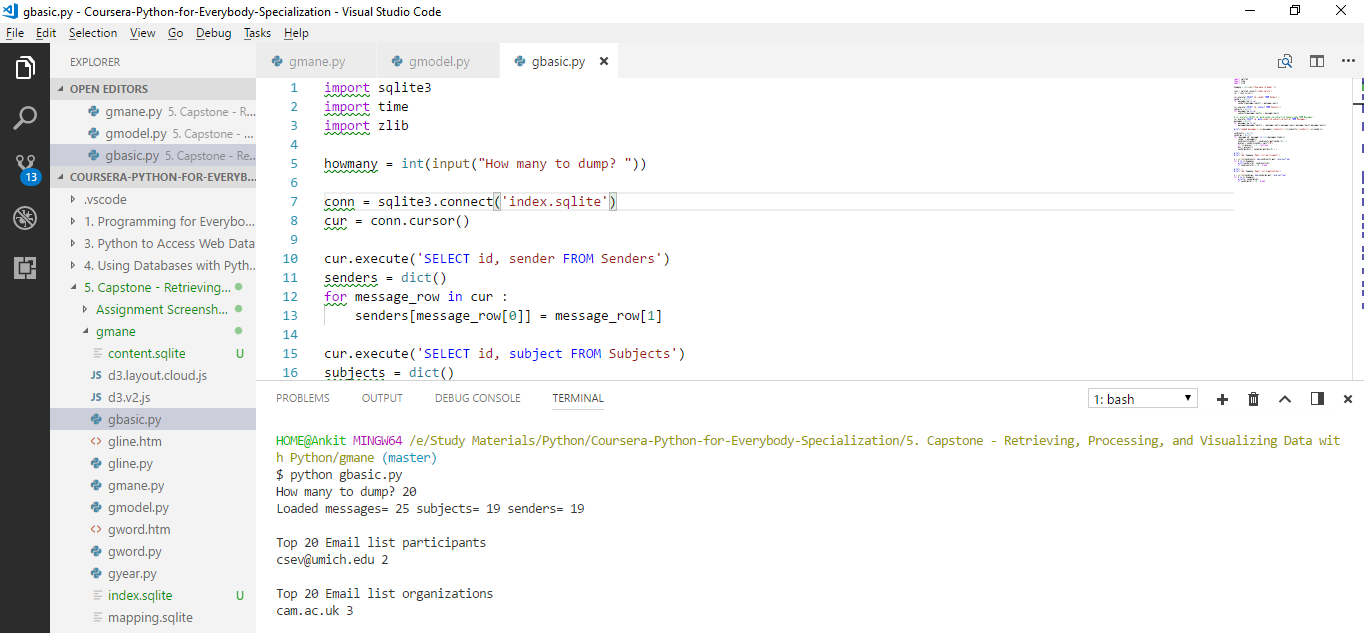 gbasic.py - Coursera-Python-for-Everybody-Specialization - Visual Studio Code
File Edit Selection View Go Debug Tasks Help
EXPLORER
OPEN EDITORS
gmane.py 5. Capstone - R...
gmodel.py 5. Capstone - ...
gbasic.py 5. Capstone - Re...
13
COURSERA-PYTHON-FOR-EVERYB...
.vscode
1. Programming for Everybo...
3. Python to Access Web Data
4. Using Databases with Pyth...
5. Capstone - Retrieving...
Assignment Screensh...
gmane
content.sqlite U
JS d3.layout.cloud.js
JS d3.v2.js
gbasic.py
<> gline.htm
gline.py
gmane.py
gmodel.py
<> gword.htm
gword.py
gyear.py
index.sqlite U
mapping.sqlite
gmane.py gmodel.py gbasic.py
1 import sqlite3
2 import time
3 import zlib
4
5 howmany = int(input("How many to dump? "))
6
7 conn = sqlite3.connect('index.sqlite')
8 cur = conn.cursor()
9
10 cur.execute('SELECT id, sender FROM Senders')
11 senders = dict()
12 for message_row in cur :
13     senders[message_row[0]] = message_row[1]
14
15 cur.execute('SELECT id, subject FROM Subjects')
16 subjects = dict()
PROBLEMS OUTPUT DEBUG CONSOLE TERMINAL
1: bash
HOME@Ankit MINGW64 /e/Study Materials/Python/Coursera-Python-for-Everybody-Specialization/5. Capstone - Retrieving, Processing, and Visualizing Data wit
h Python/gmane (master)
$ python gbasic.py
How many to dump? 20
Loaded messages= 25 subjects= 19 senders= 19
Top 20 Email list participants
csev@umich.edu 2
Top 20 Email list organizations
cam.ac.uk 3